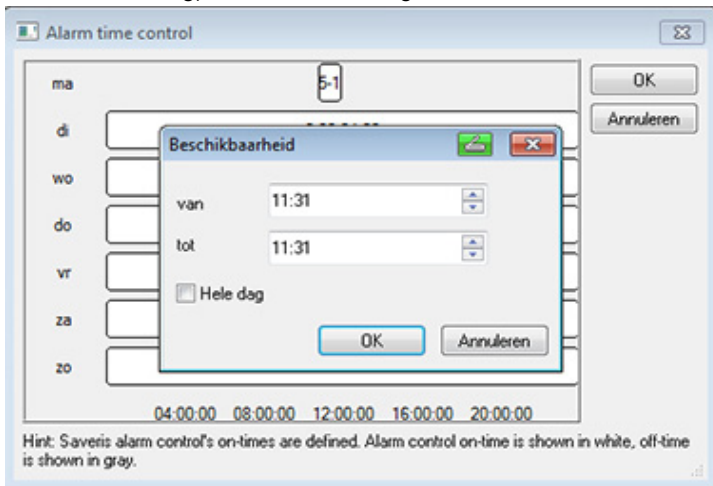 Alarm time control
ma
5-1
OK
di
Annuleren
Beschikbaarheid
wo
van
11:31
do
tot
11:31
vr
Hele dag
za
OK
Annuleren
zo
04:00:00 08:00:00 12:00:00 16:00:00 20:00:00
Hint: Saveris alarm control's on-times are defined. Alarm control on-time is shown in white, off-time
is shown in gray.